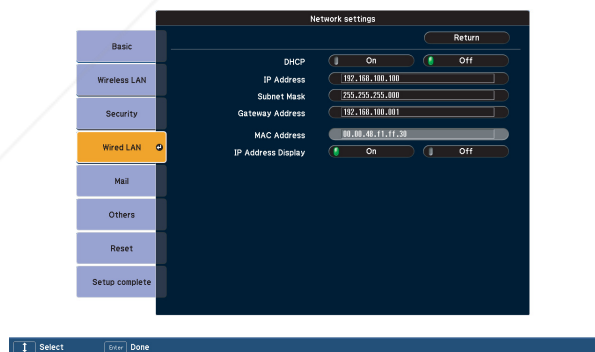 Network settings
Return
Basic
Wireless LAN
Security
Wired LAN
Mail
Others
Reset
Setup complete
DHCP On Off
IP Address 192.168.100.100
Subnet Mask 255.255.255.000
Gateway Address 192.168.100.001
MAC Address 00.00.48.f1.ff.30
IP Address Display On Off
Select Enter Done